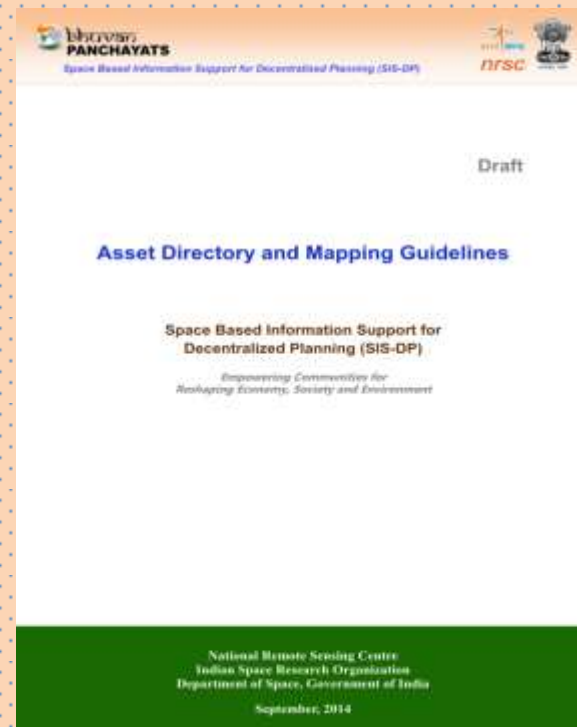 bhuvan
PANCHAYATS
Space Based Information Support for Decentralised Planning (SIS-DP)
nrsc
Draft
Asset Directory and Mapping Guidelines
Space Based Information Support for
Decentralized Planning (SIS-DP)
Empowering Communities for
Reshaping Economy, Society and Environment
National Remote Sensing Centre
Indian Space Research Organization
Department of Space, Government of India
September, 2014